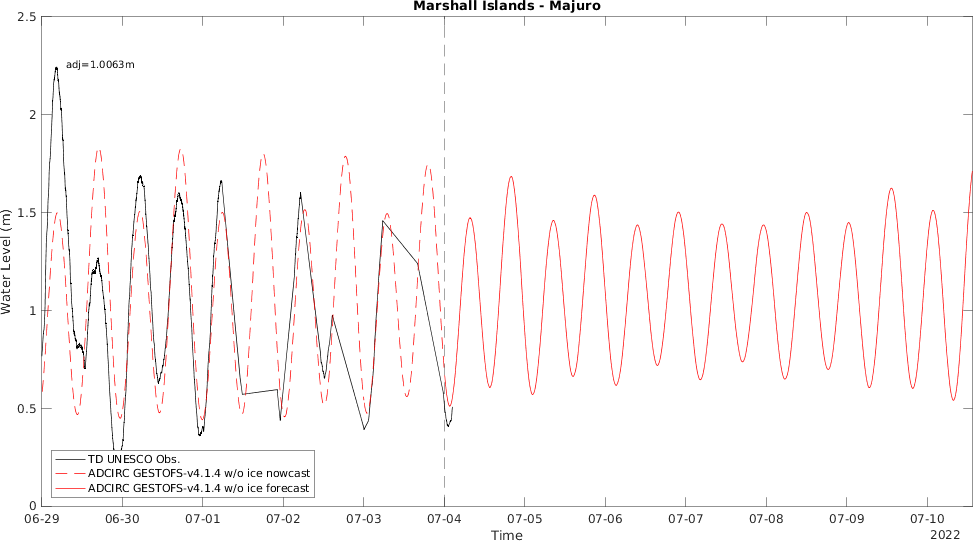 Marshall Islands - Majuro
adj=1.0063m
Water Level (m)
2.5
2
1.5
1
0.5
0
TD UNESCO Obs.
ADCIRC GESTOFS-v4.1.4 w/o ice nowcast
ADCIRC GESTOFS-v4.1.4 w/o ice forecast
06-29 06-30 07-01 07-02 07-03 07-04 07-05 07-06 07-07 07-08 07-09 07-10
Time
2022